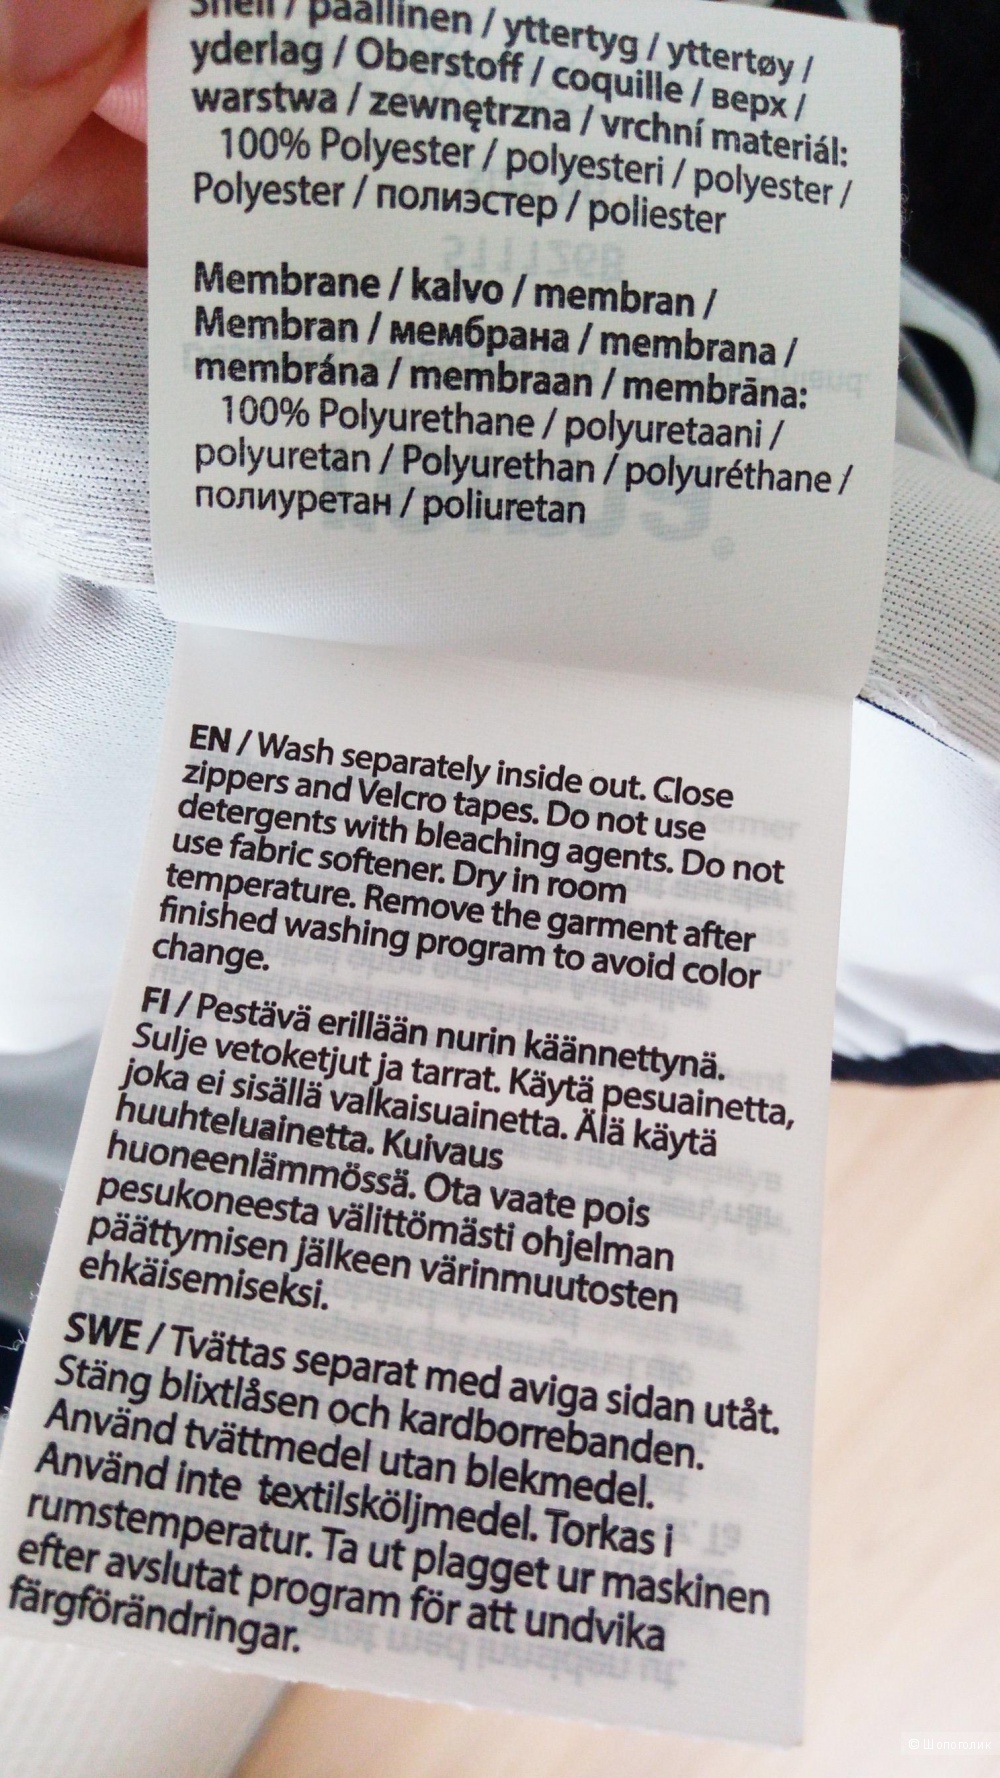 Shell / päällinen / yttertyg / yttertøy /
yderlag / Oberstoff / coquille / верх /
warstwa / zewnętrzna / vrchní materiál:
100% Polyester / polyesteri / polyester /
Polyester / полиэстер / poliester
Membrane / kalvo / membran /
Membran / мембрана / membrana /
membrána / membraan / membrāna:
100% Polyurethane / polyuretaani /
polyuretan / Polyurethan / polyuréthane /
полиуретан / poliuretan
EN / Wash separately inside out. Close
zippers and Velcro tapes. Do not use
detergents with bleaching agents. Do not
use fabric softener. Dry in room
temperature. Remove the garment after
finished washing program to avoid color
change.
FI / Pestävä erillään nurin käännettynä.
Sulje vetoketjut ja tarrat. Käytä pesuainetta,
joka ei sisällä valkaisuainetta. Älä käytä
huuhteluainetta. Kuivaus
huoneenlämmössä. Ota vaate pois
pesukoneesta välittömästi ohjelman
päättymisen jälkeen värinmuutosten
ehkäisemiseksi.
SWE / Tvättas separat med aviga sidan utåt.
Stäng blixtlåsen och kardborrebanden.
Använd tvättmedel utan blekmedel.
Använd inte textilsköljmedel. Torkas i
rumstemperatur. Ta ut plagget ur maskinen
efter avslutat program för att undvika
färgförändringar.
© Шопоголик